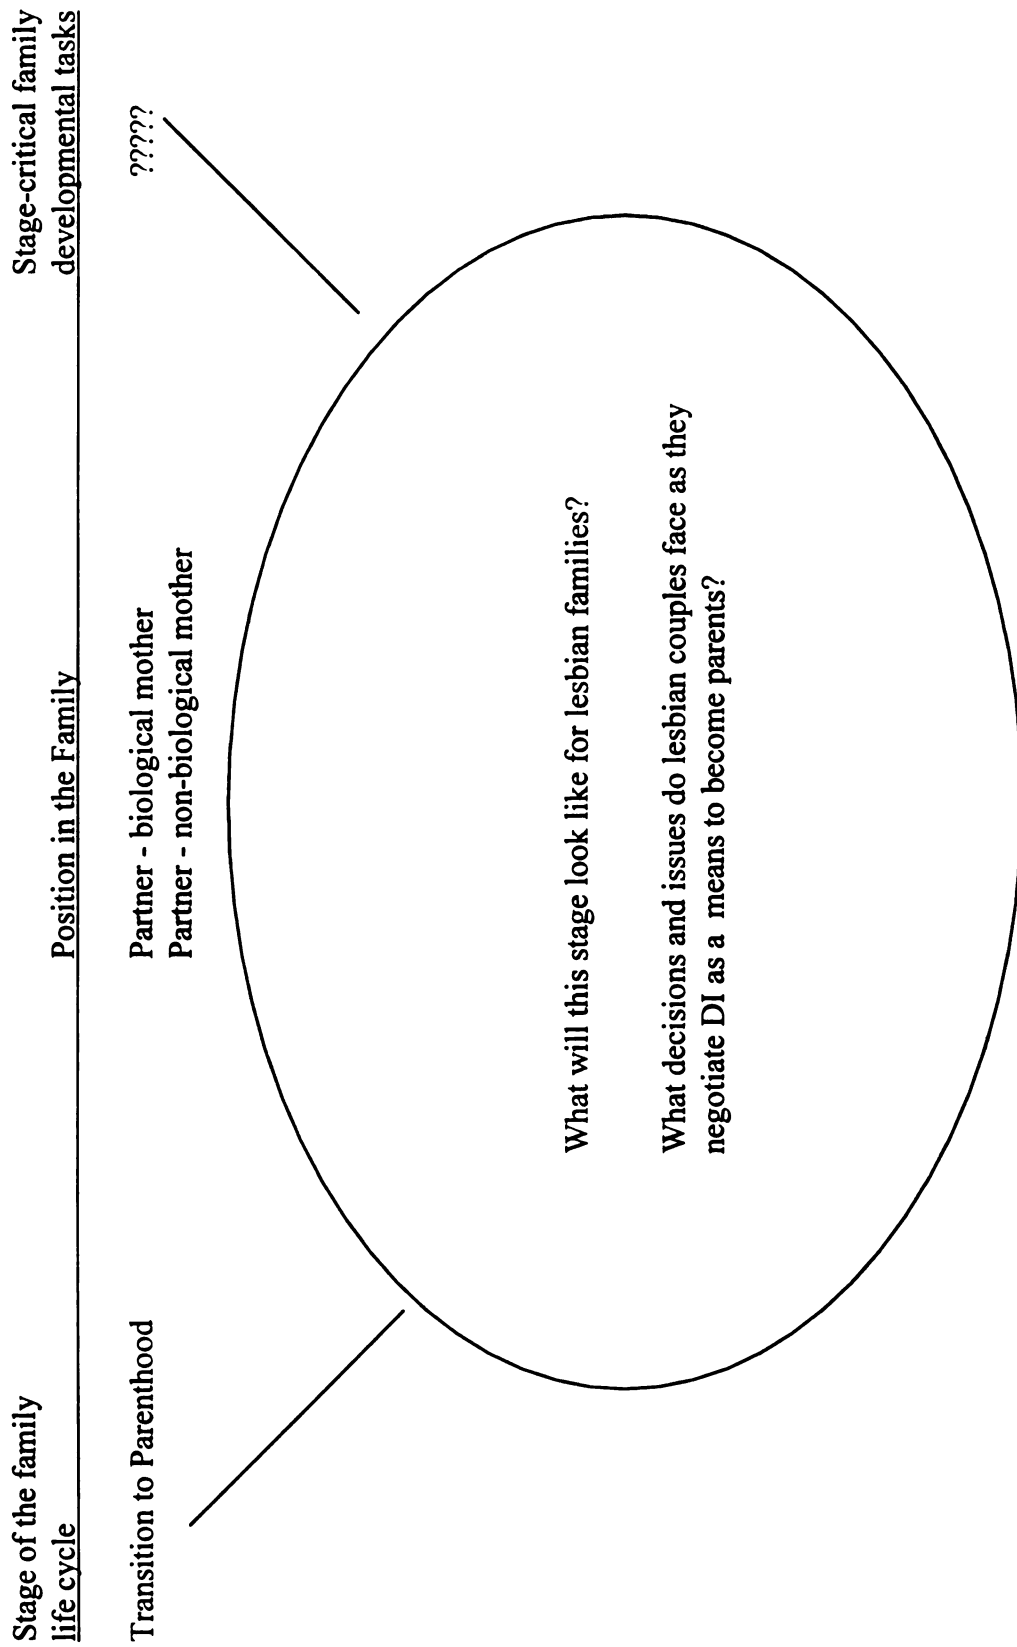 Stage of the family
life cycle
Position in the Family
Stage-critical family
developmental tasks
Transition to Parenthood
Partner - biological mother
Partner - non-biological mother
?????
What will this stage look like for lesbian families?
What decisions and issues do lesbian couples face as they
negotiate DI as a means to become parents?